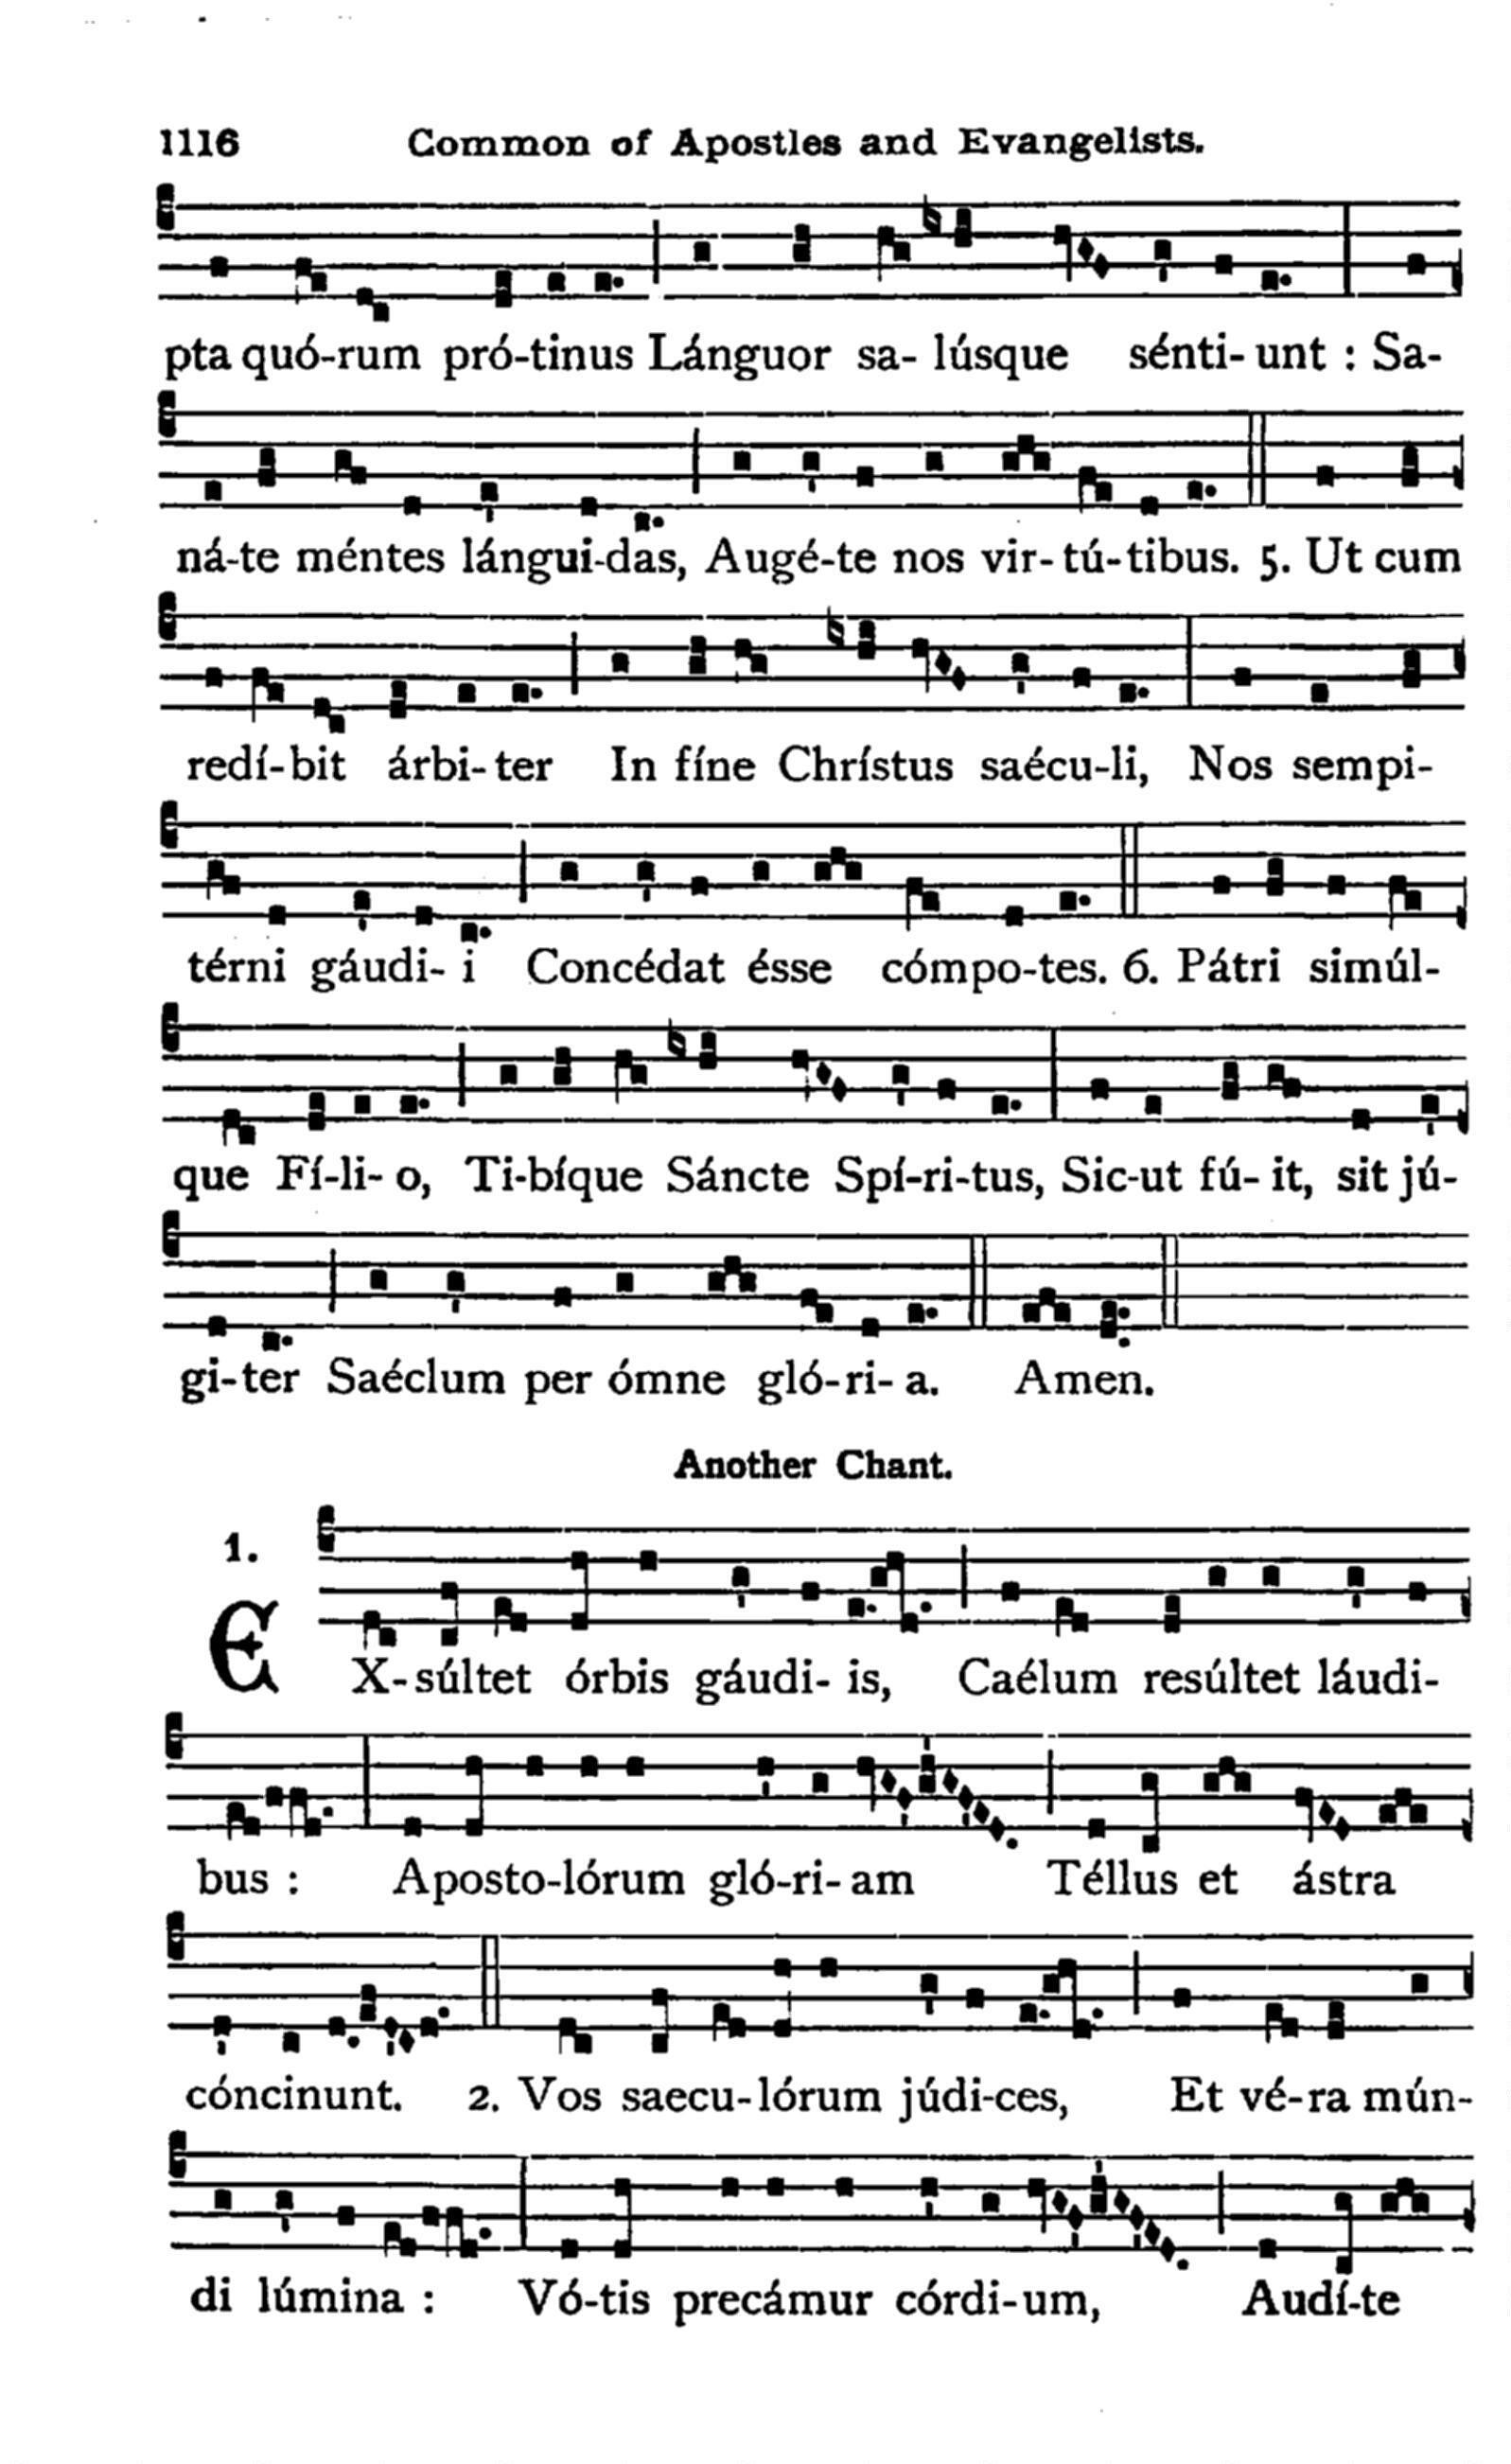 1116 Common of Apostles and Evangelists.
pta quó-rum pró-tinus Lánguor sa- lúsque sénti- unt : Sa-
ná-te méntes lángui-das, Augé-te nos vir- tú- tibus. 5. Ut cum
redí-bit árbi- ter In fíne Chrístus saécu-li, Nos sempi-
térni gáudi- i Concédat ésse cómpo-tes. 6. Pátri simúl-
que Fí-li- o, Ti-bíque Sáncte Spí-ri-tus, Sic-ut fú- it, sit jú-
gi-ter Saéclum per ómne gló-ri- a. Amen.
Another Chant.
1.
EX-súltet órbis gáudi- is, Caélum resúltet láudi-
bus : Aposto-lórum gló-ri- am Téllus et ástra
cóncinunt. 2. Vos saecu-lórum júdi-ces, Et vé-ra mún-
di lúmina : Vó-tis precámur córdi-um, Audí-te